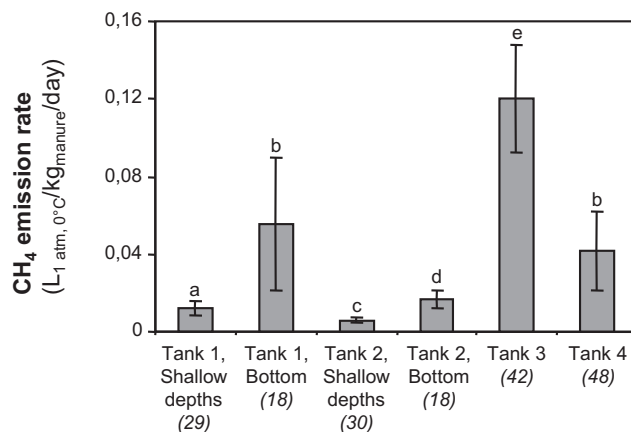 CH₄ emission rate
(L₁ ₐₜₘ, ₀°C/kgₘₐₙᵤᵣₑ/day)
0,16
0,12
0,08
0,04
0
a
b
c
d
e
b
Tank 1,
Shallow
depths
(29)
Tank 1,
Bottom
(18)
Tank 2,
Shallow
depths
(30)
Tank 2,
Bottom
(18)
Tank 3
(42)
Tank 4
(48)